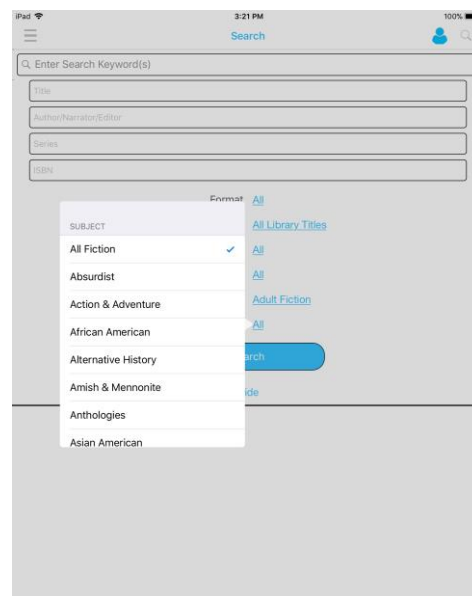 iPad 3:21 PM 100%
Search
Enter Search Keyword(s)
Title
Author/Narrator/Editor
Series
ISBN
Format All
All Library Titles
All
All
Adult Fiction
All
arch
ide
SUBJECT
All Fiction
Absurdist
Action & Adventure
African American
Alternative History
Amish & Mennonite
Anthologies
Asian American